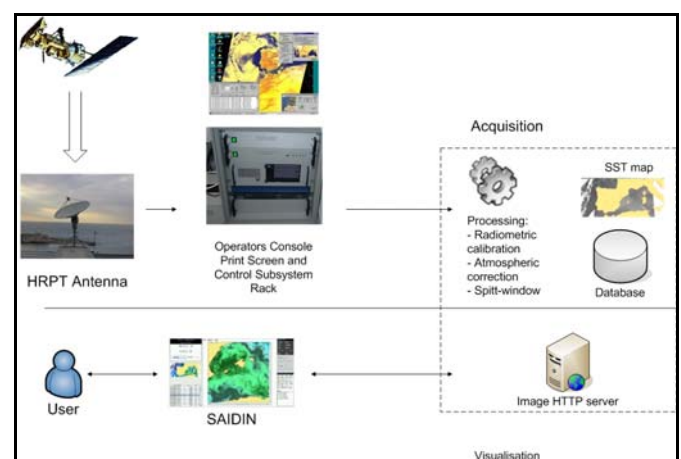 Acquisition
SST map
Processing:
- Radiometric
calibration
- Atmospheric
correction
- Spitt-window
Database
HRPT Antenna
Operators Console
Print Screen and
Control Subsystem
Rack
User
SAIDIN
Image HTTP server
Visualisation